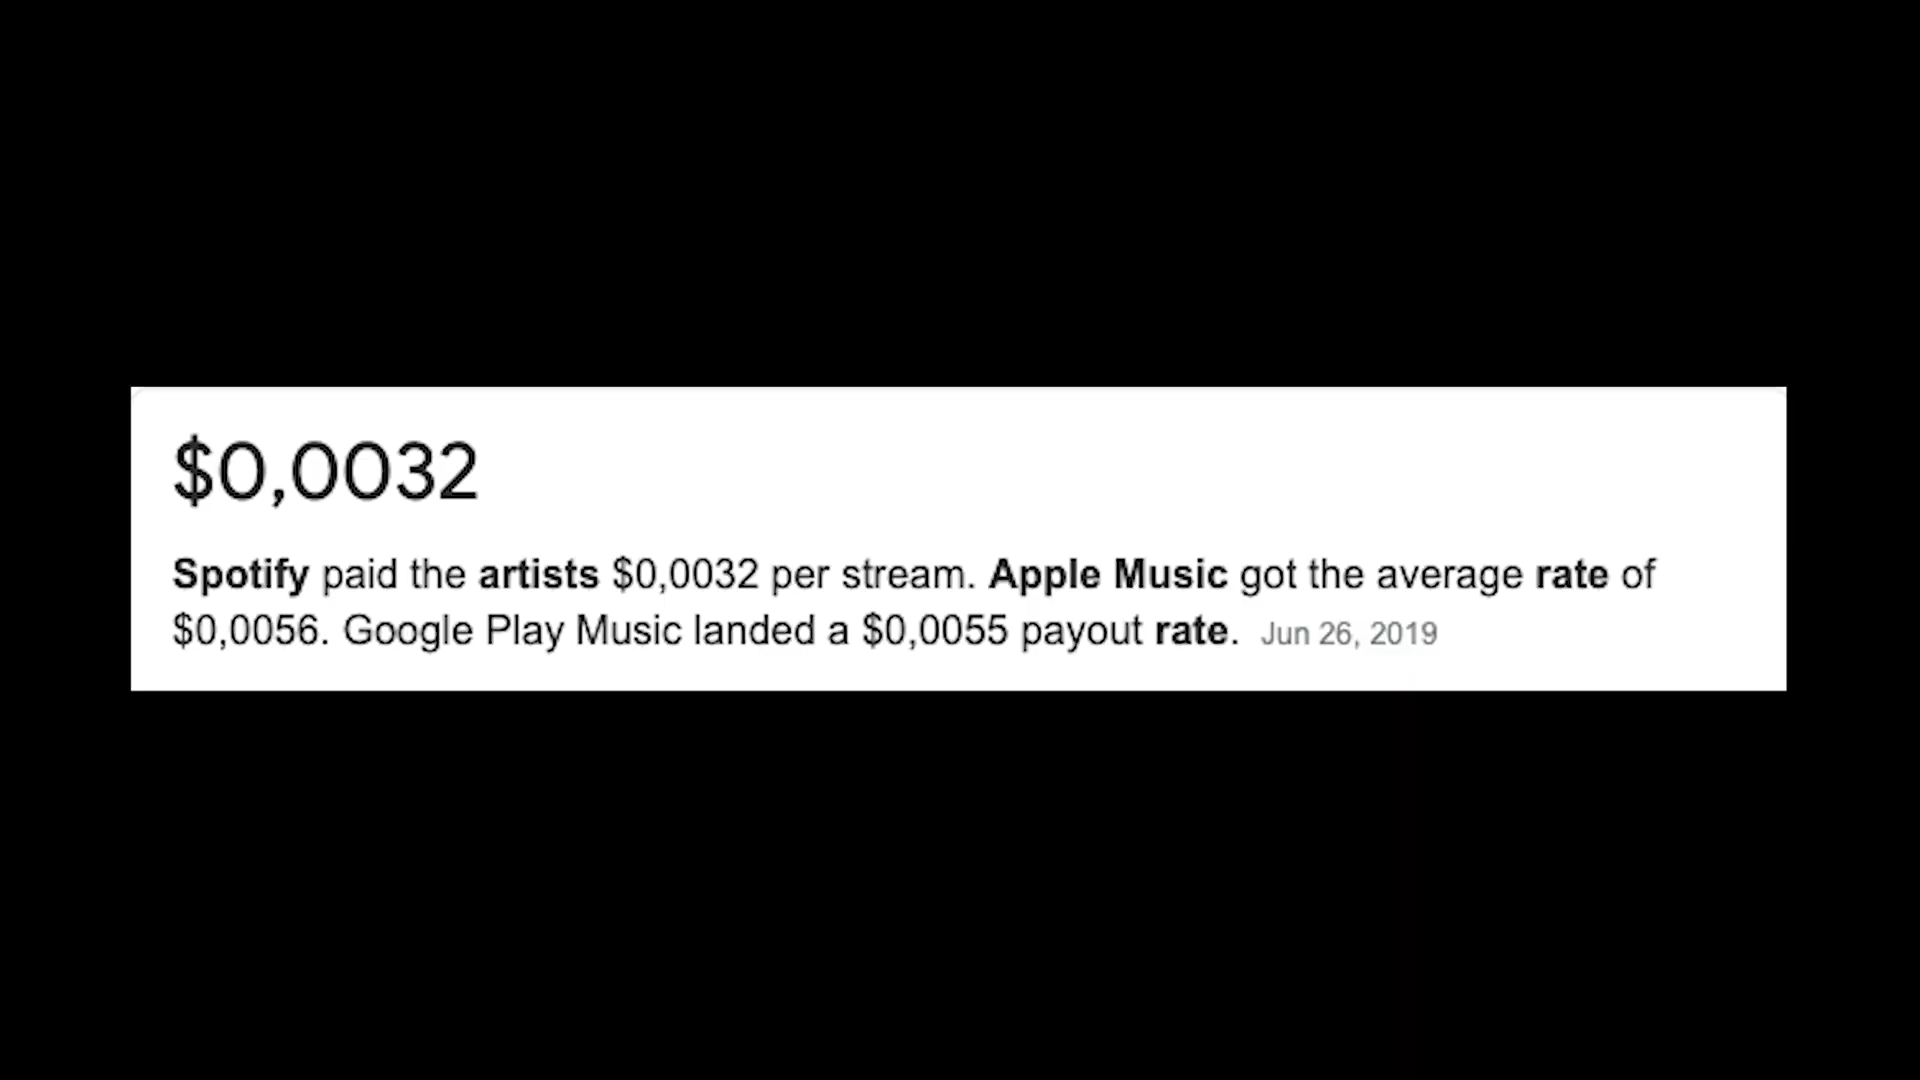 $0,0032
Spotify paid the artists $0,0032 per stream. Apple Music got the average rate of
$0,0056. Google Play Music landed a $0,0055 payout rate. Jun 26, 2019